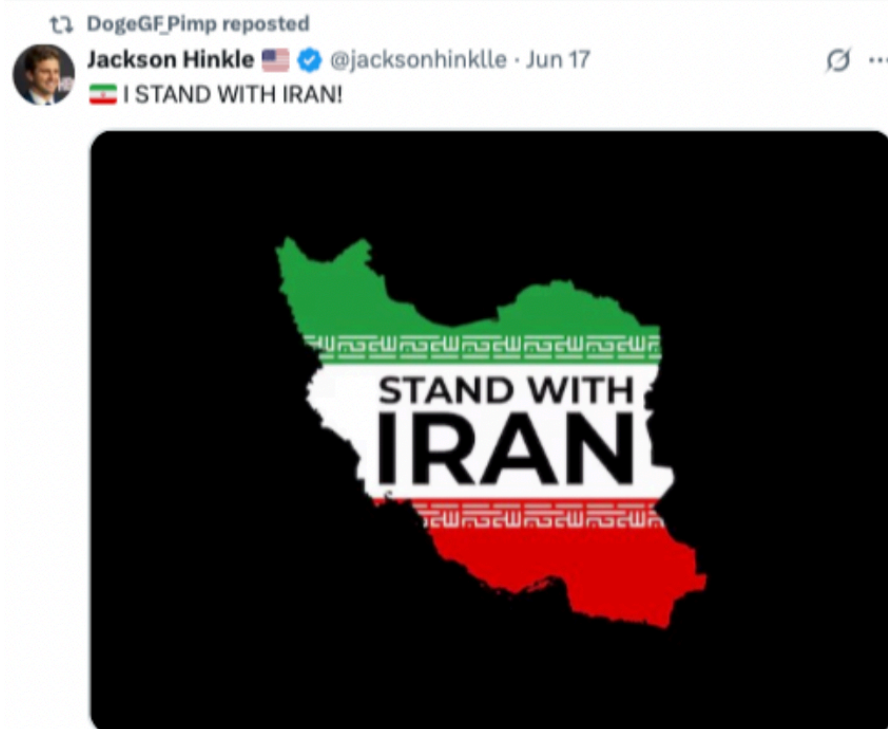 DogeGF_Pimp reposted
Jackson Hinkle 🇺🇸 @jacksonhinklle · Jun 17
🇮🇷 I STAND WITH IRAN!
STAND WITH
IRAN